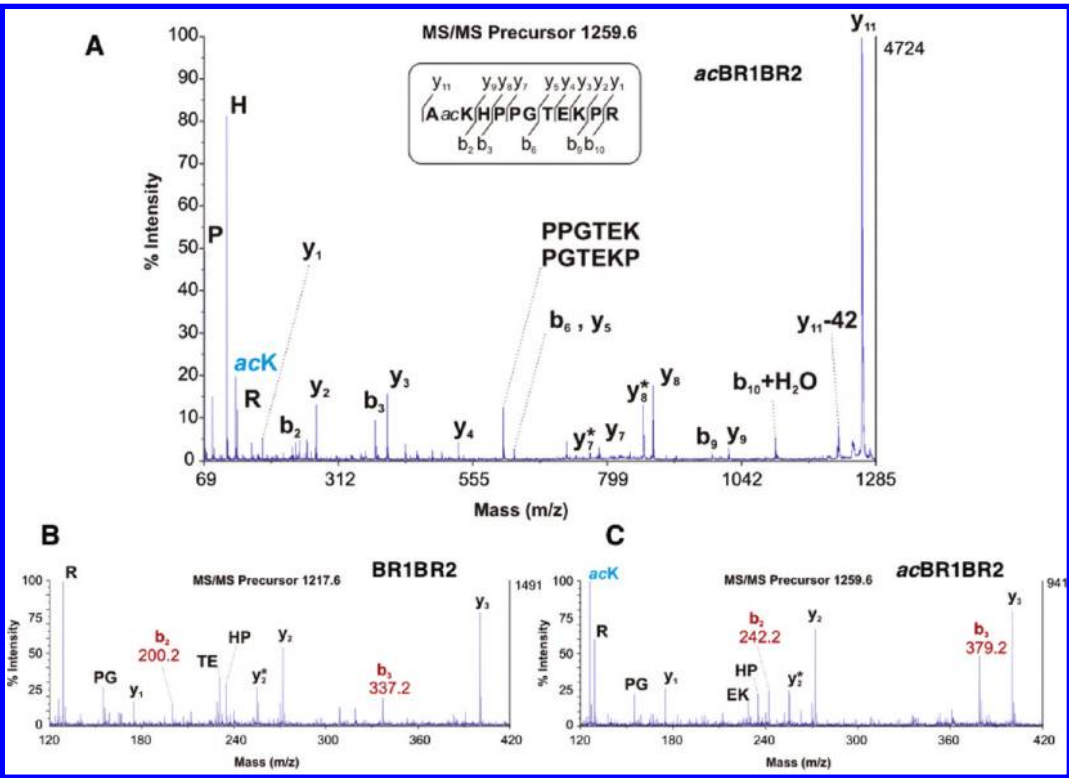 A
MS/MS Precursor 1259.6
acBR1BR2
y₁₁
4724
y₁₁ y₉ y₈ y₇ y₅ y₄ y₃ y₂ y₁
A acK H P P G T E K P R
b₂ b₃ b₆ b₉ b₁₀
% Intensity
100
90
80
70
60
50
40
30
20
10
0
P
H
acK
R
y₁
b₂
y₂
b₃
y₃
y₄
PPGTEK
PGTEKP
b₆ , y₅
y₇*
y₇
y₈*
y₈
b₉
y₉
b₁₀+H₂O
y₁₁-42
69 312 555 799 1042 1285
Mass (m/z)
B
MS/MS Precursor 1217.6
BR1BR2
1491
% Intensity
100
75
50
25
0
R
PG
y₁
b₂
200.2
TE
HP
y₂*
y₂
b₃
337.2
y₃
120 180 240 300 360 420
Mass (m/z)
C
MS/MS Precursor 1259.6
acBR1BR2
941
% Intensity
100
75
50
25
0
acK
R
PG
y₁
EK
HP
b₂
242.2
y₂*
y₂
b₃
379.2
y₃
120 180 240 300 360 420
Mass (m/z)